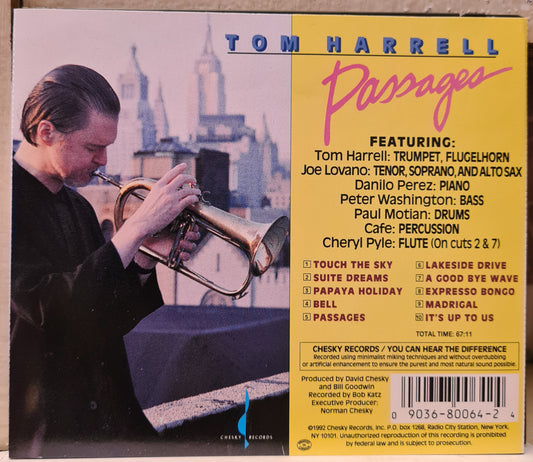 TOM HARRELL
Passages
FEATURING:
Tom Harrell: TRUMPET, FLUGELHORN
Joe Lovano: TENOR, SOPRANO, AND ALTO SAX
Danilo Perez: PIANO
Peter Washington: BASS
Paul Motian: DRUMS
Cafe: PERCUSSION
Cheryl Pyle: FLUTE (On cuts 2 & 7)
1 TOUCH THE SKY
2 SUITE DREAMS
3 PAPAYA HOLIDAY
4 BELL
5 PASSAGES
6 LAKESIDE DRIVE
7 A GOOD BYE WAVE
8 EXPRESSO BONGO
9 MADRIGAL
10 IT'S UP TO US
TOTAL TIME: 67:11
CHESKY RECORDS / YOU CAN HEAR THE DIFFERENCE
Recorded using minimalist miking techniques and without overdubbing
or artificial enhancement to ensure the purest and most natural sound possible.
Produced by David Chesky
and Bill Goodwin
Recorded by Bob Katz
Executive Producer:
Norman Chesky
0 9036-80064-2 4
©1992 Chesky Records, Inc. P.O. box 1268, Radio City Station, New York,
NY 10101. Unauthorized reproduction of this recording is prohibited
by federal law and is subject to prosecution.
CHESKY RECORDS